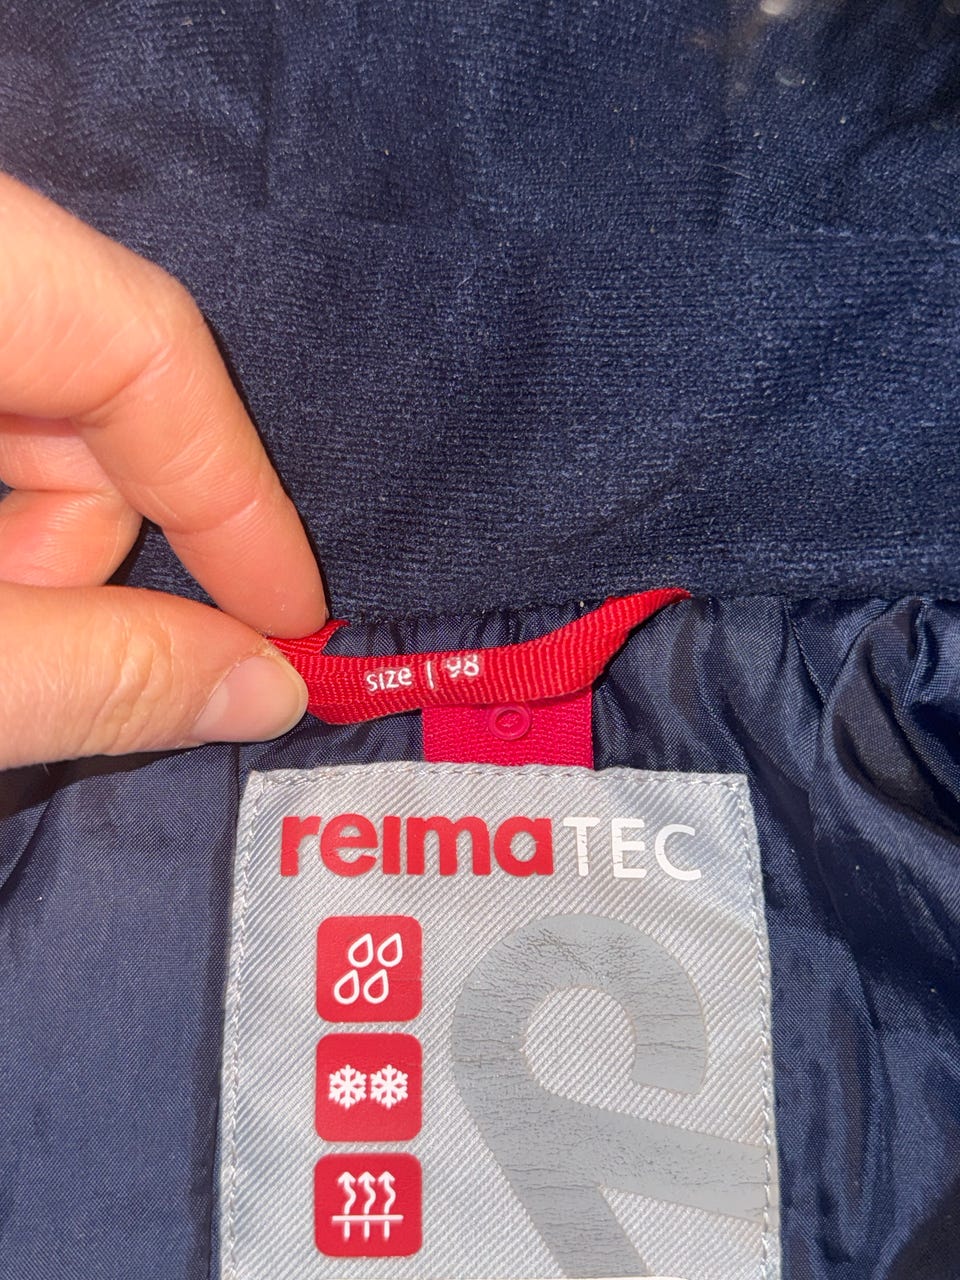 size | 98
reimaTEC